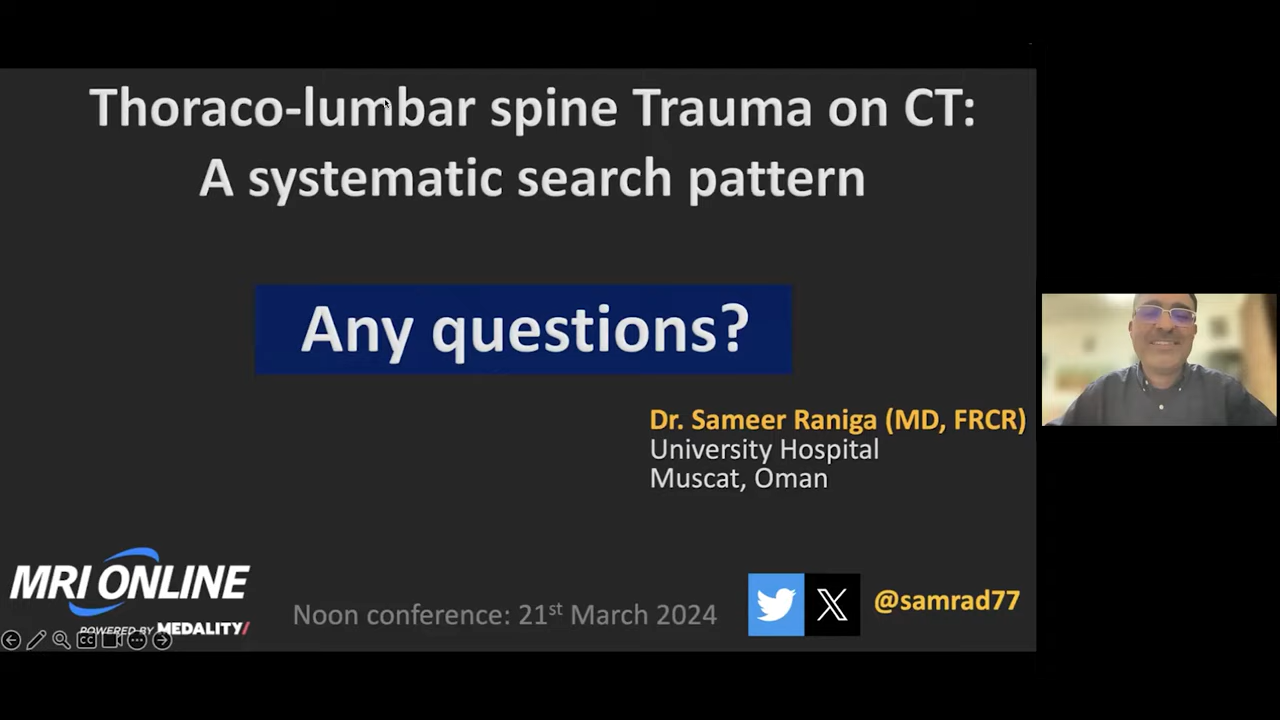 Thoraco-lumbar spine Trauma on CT:
A systematic search pattern
Any questions?
Dr. Sameer Raniga (MD, FRCR)
University Hospital
Muscat, Oman
MRI ONLINE
POWERED BY MEDALITY/
CC
Noon conference: 21st March 2024
@samrad77